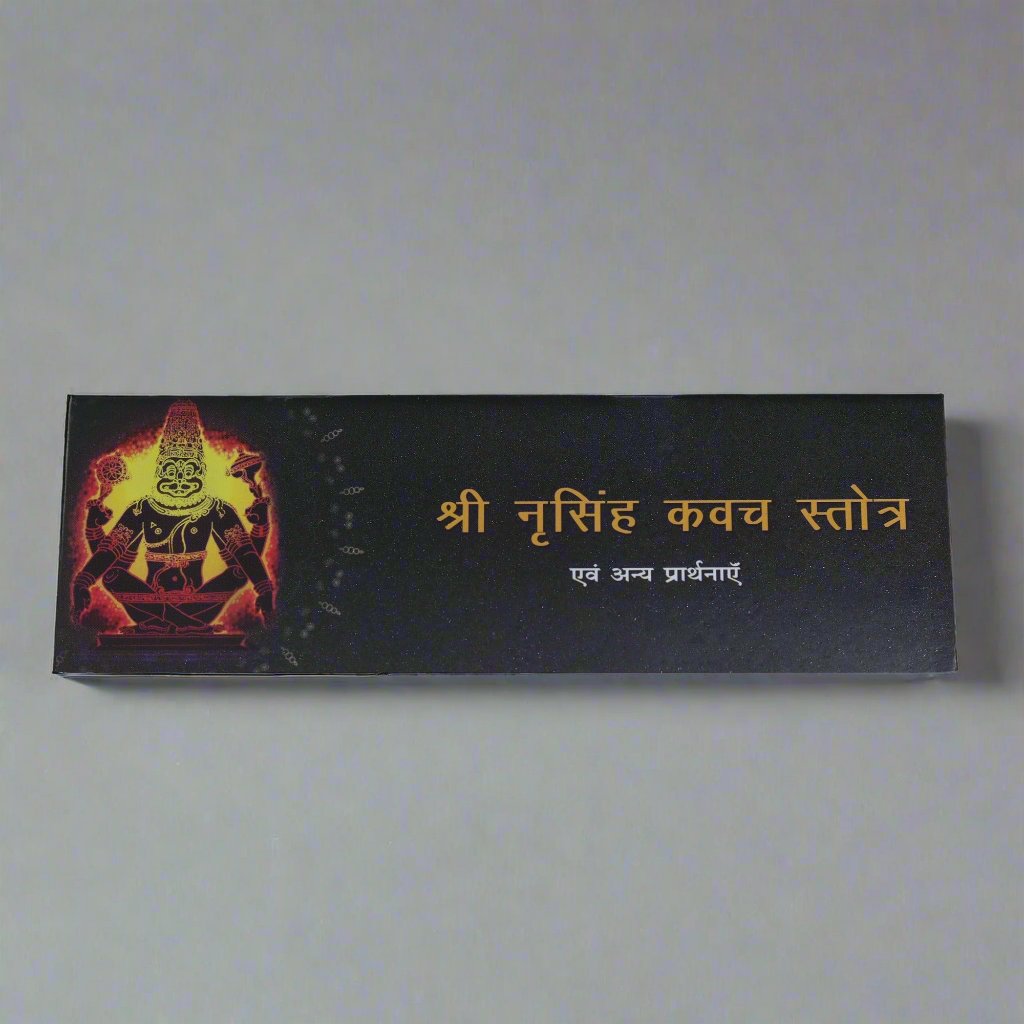 श्री नृसिंह कवच स्तोत्र
एवं अन्य प्रार्थनाएँ